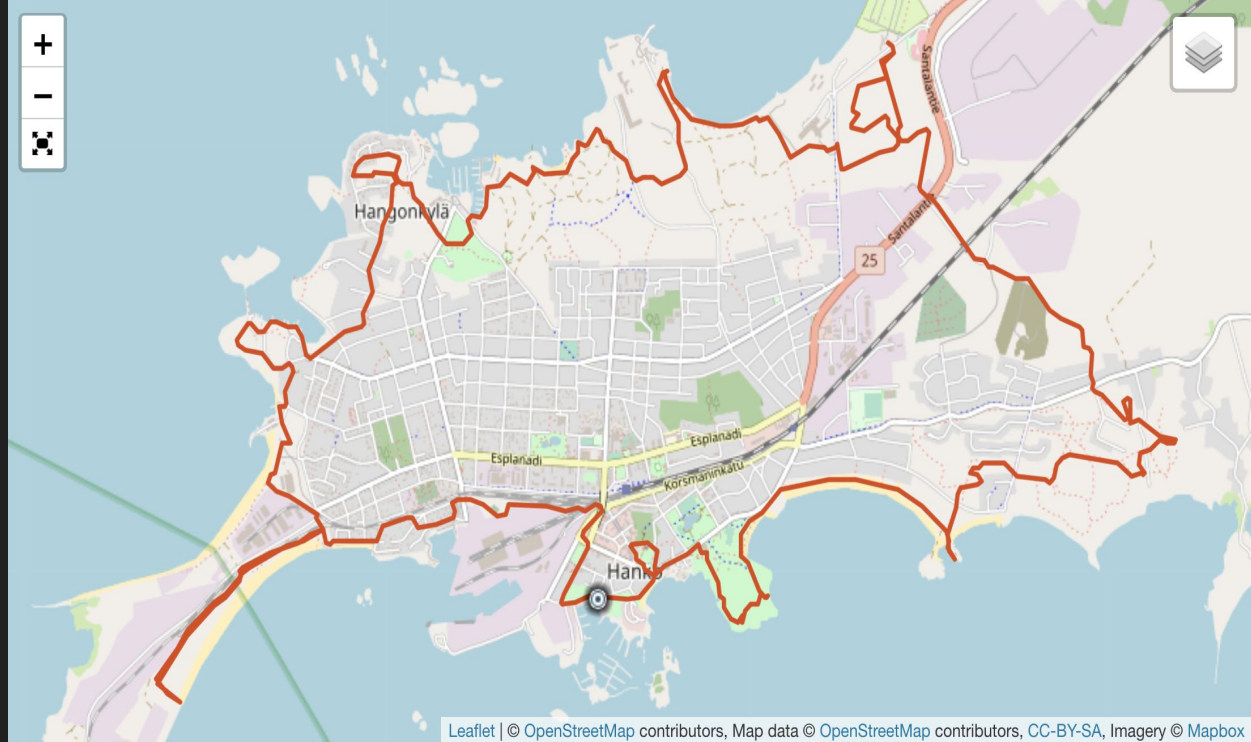 +
Santalantie
−
Hangonkylä
Santalantie
25
Esplanadi
Esplanadi
Korsmaninkatu
Hanko
Leaflet | © OpenStreetMap contributors, Map data © OpenStreetMap contributors, CC-BY-SA, Imagery © Mapbox